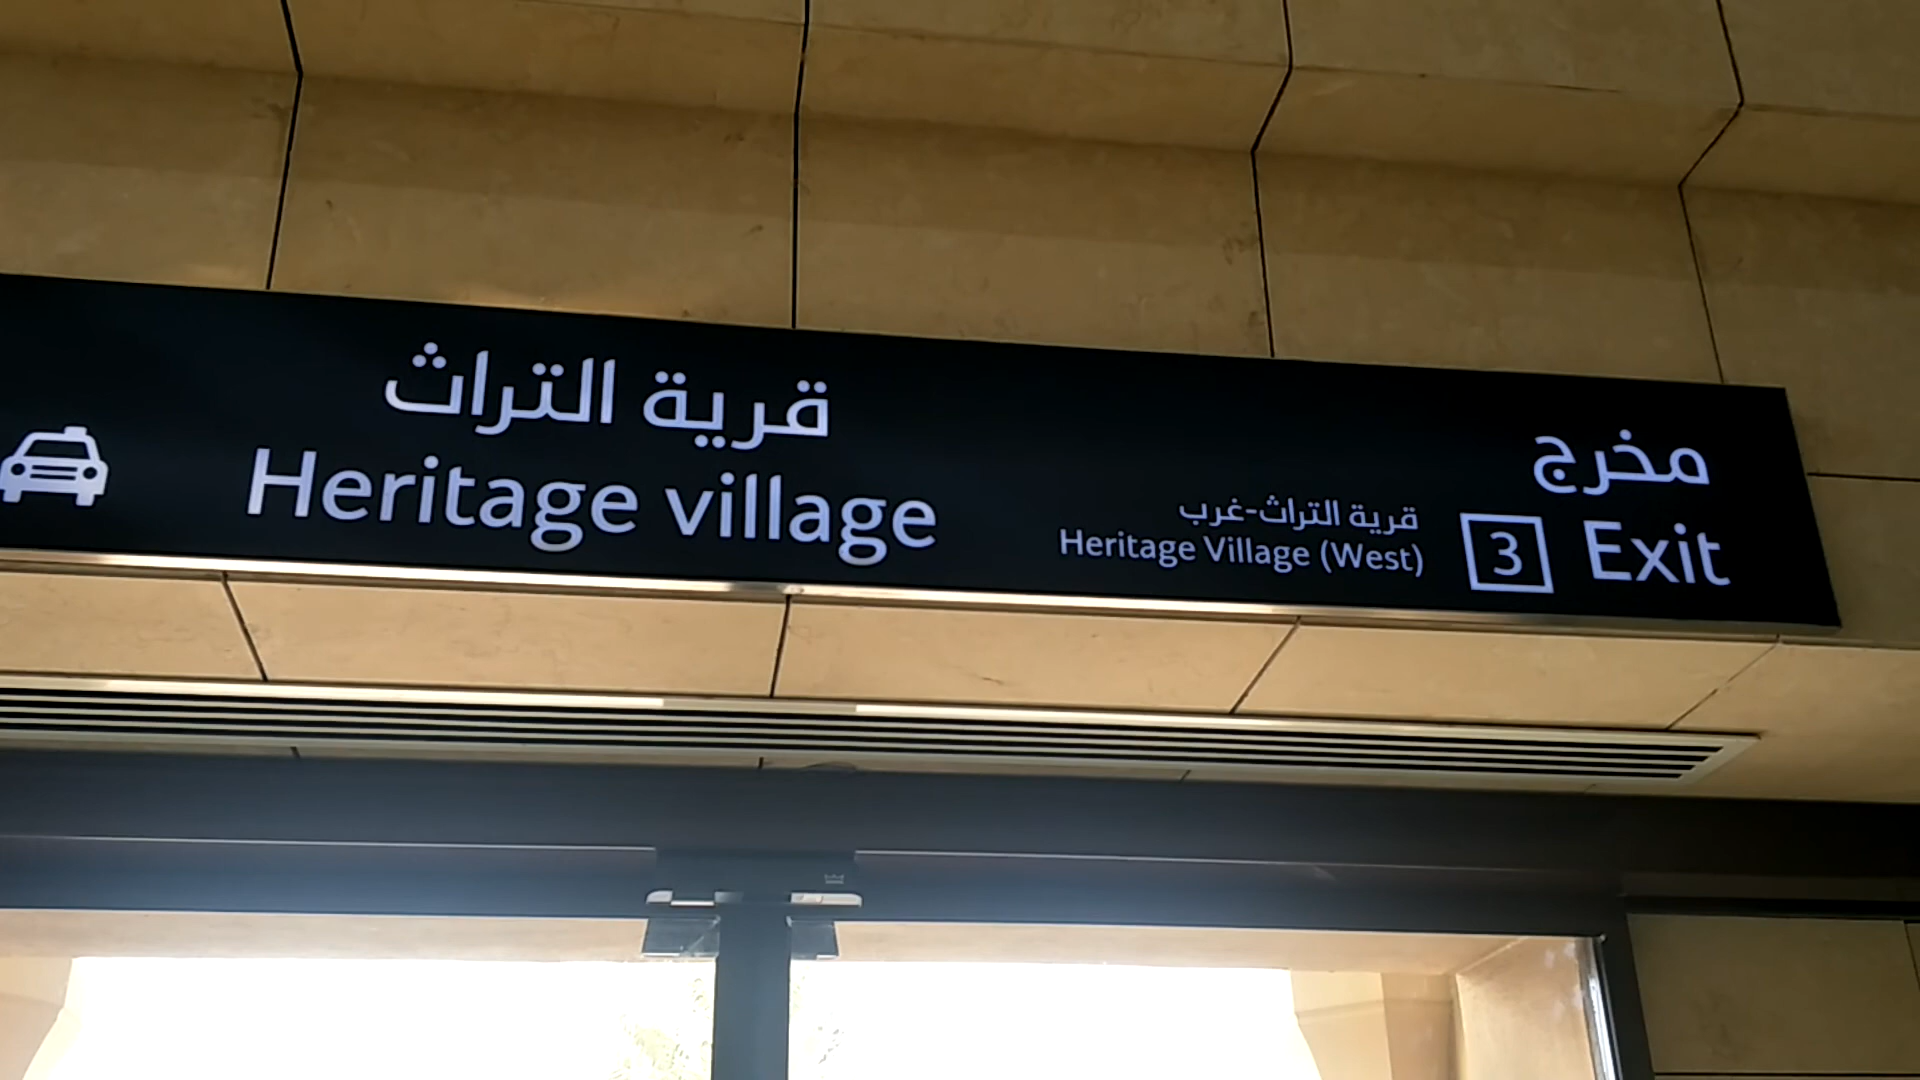 مخرج
Exit
3
قرية التراث-غرب
Heritage Village (West)
قرية التراث
Heritage village